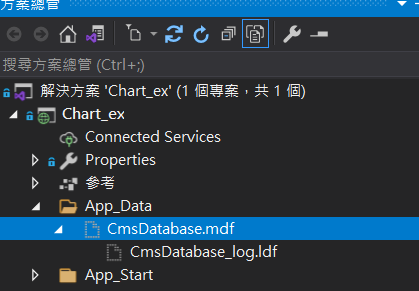 方案總管
搜尋方案總管 (Ctrl+;)
解決方案 'Chart_ex' (1 個專案，共 1 個)
Chart_ex
Connected Services
Properties
參考
App_Data
CmsDatabase.mdf
CmsDatabase_log.ldf
App_Start